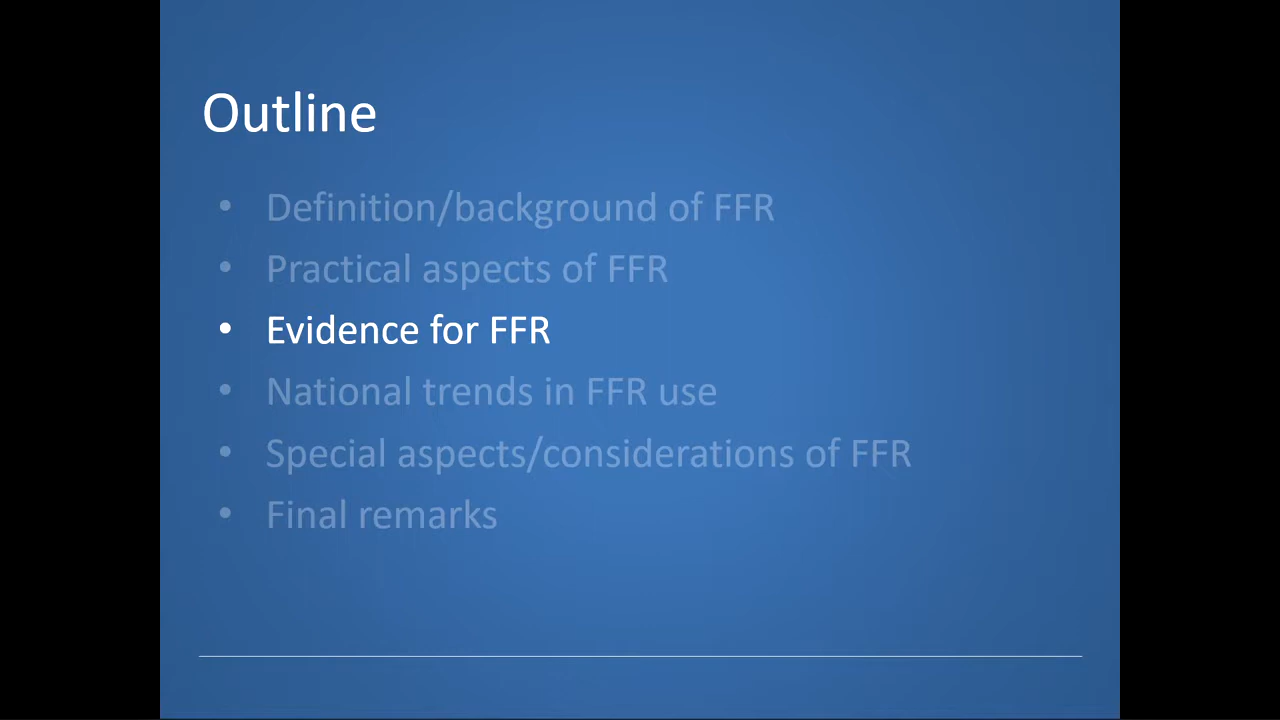 Outline
• Definition/background of FFR
• Practical aspects of FFR
• Evidence for FFR
• National trends in FFR use
• Special aspects/considerations of FFR
• Final remarks